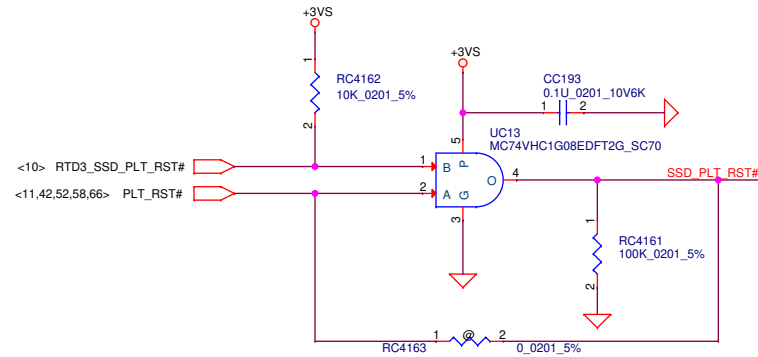 +3VS
+3VS
1
RC4162
10K_0201_5%
2
CC193
0.1U_0201_10V6K
1
2
5
UC13
MC74VHC1G08EDFT2G_SC70
<10> RTD3_SSD_PLT_RST#
1
B
P
<11,42,52,58,66> PLT_RST#
2
A
G
O
4
SSD_PLT_RST#
3
1
RC4161
100K_0201_5%
2
1
@
2
RC4163
0_0201_5%